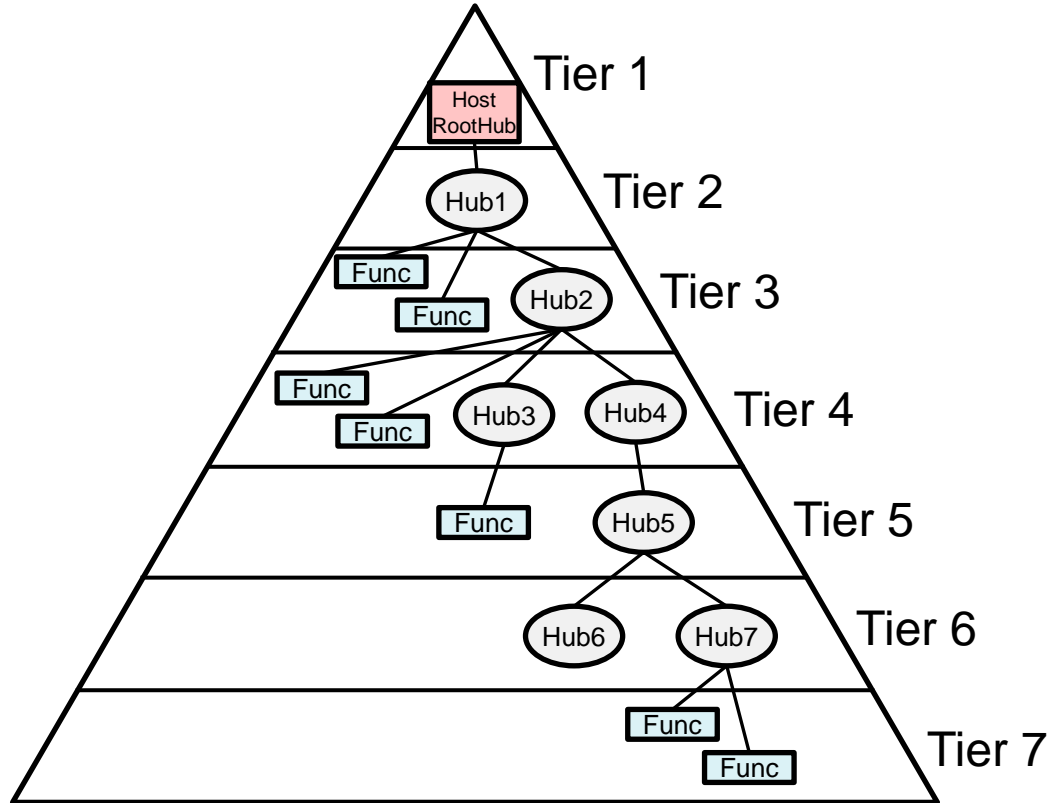 Tier 1
Host
RootHub
Hub1
Tier 2
Func
Func
Hub2
Tier 3
Func
Func
Hub3
Hub4
Tier 4
Func
Hub5
Tier 5
Hub6
Hub7
Tier 6
Func
Func
Tier 7